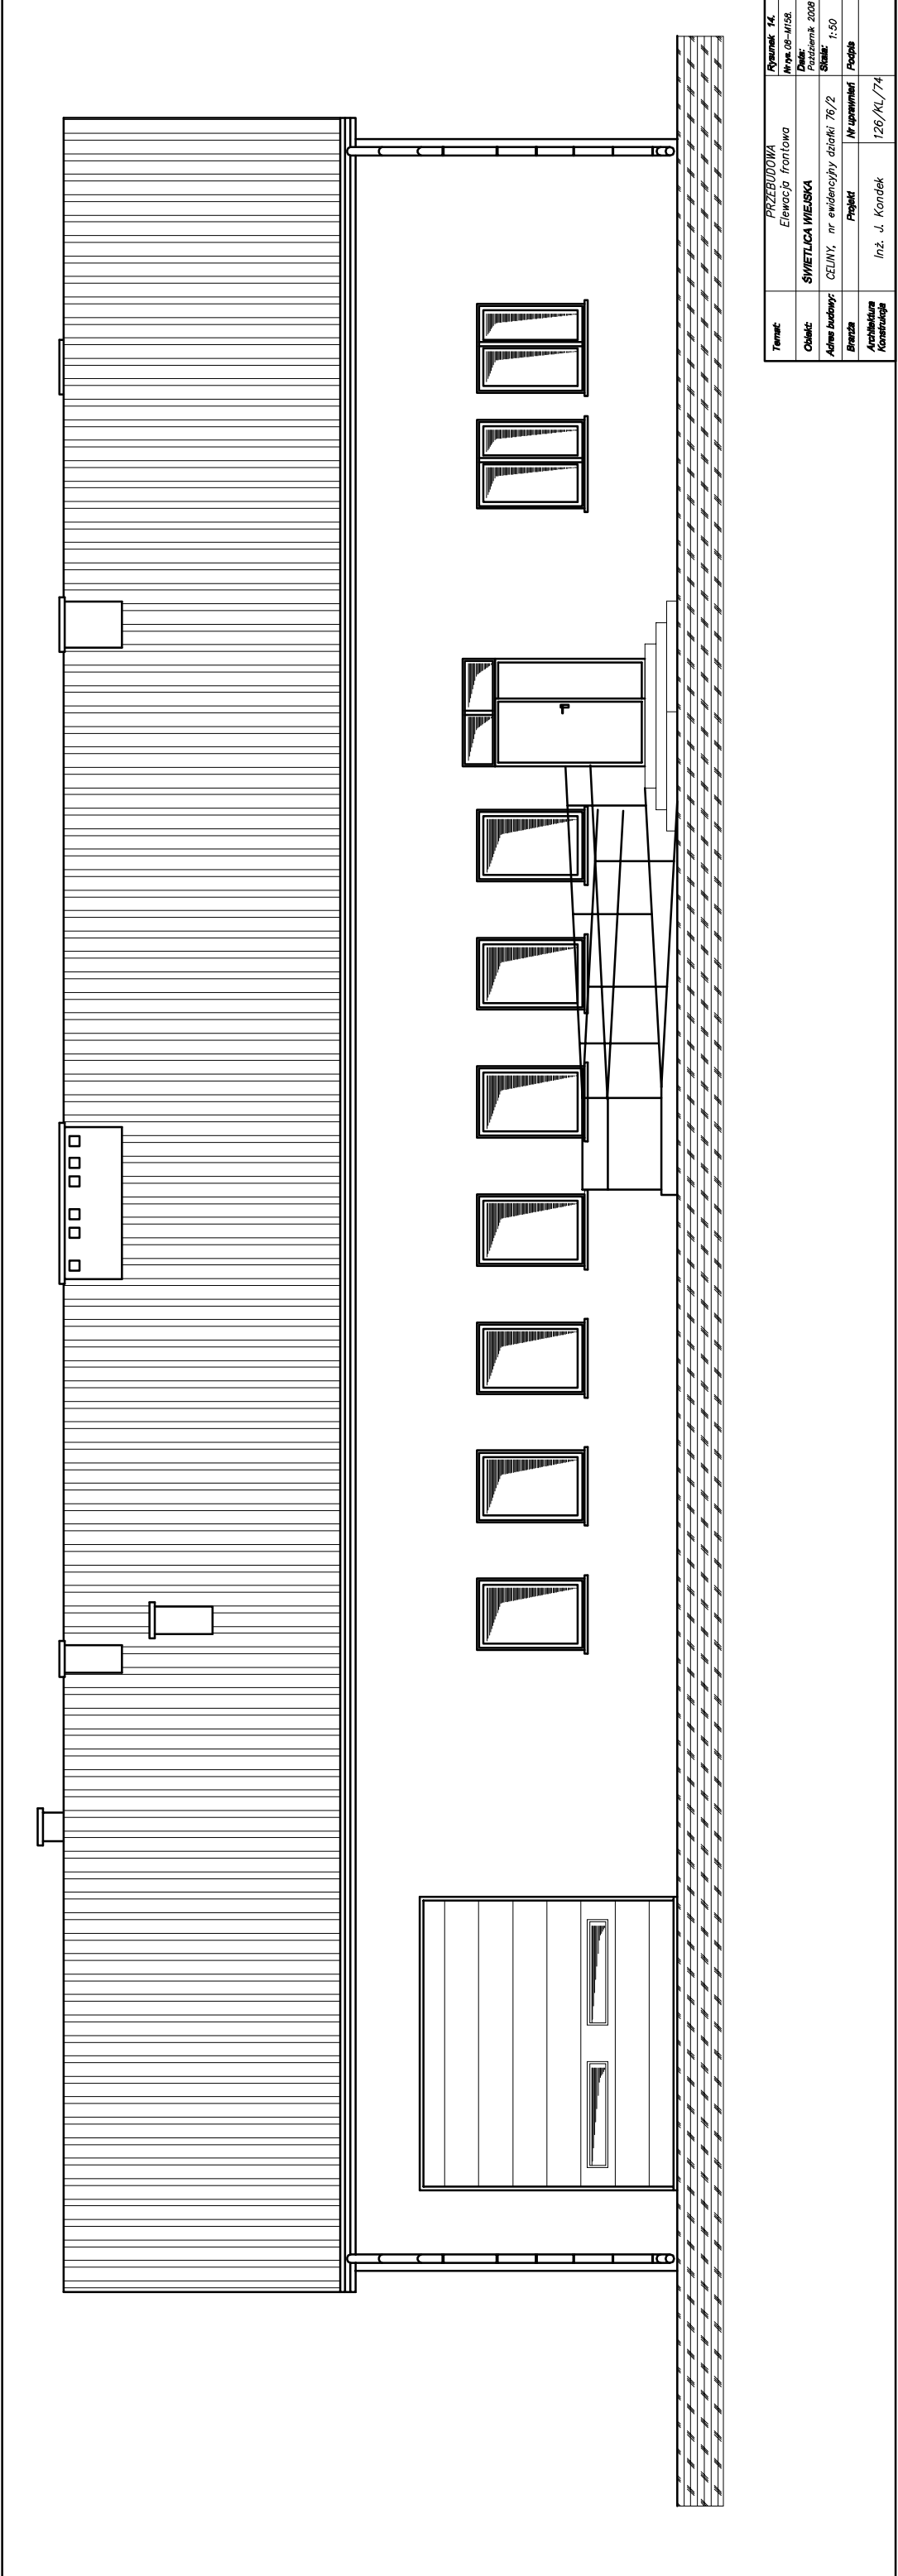 Temat: PRZEBUDOWA Rysunek 14.
Elewacja frontowa Nr rys. 08-M158.
Obiekt: ŚWIETLICA WIEJSKA Data: Październik 2008
Adres budowy: CELINY, nr ewidencyjny działki 76/2 Skala: 1:50
Branża Projekt Nr uprawnień Podpis
Architektura Konstrukcja Inż. J. Kondek 126/KL/74